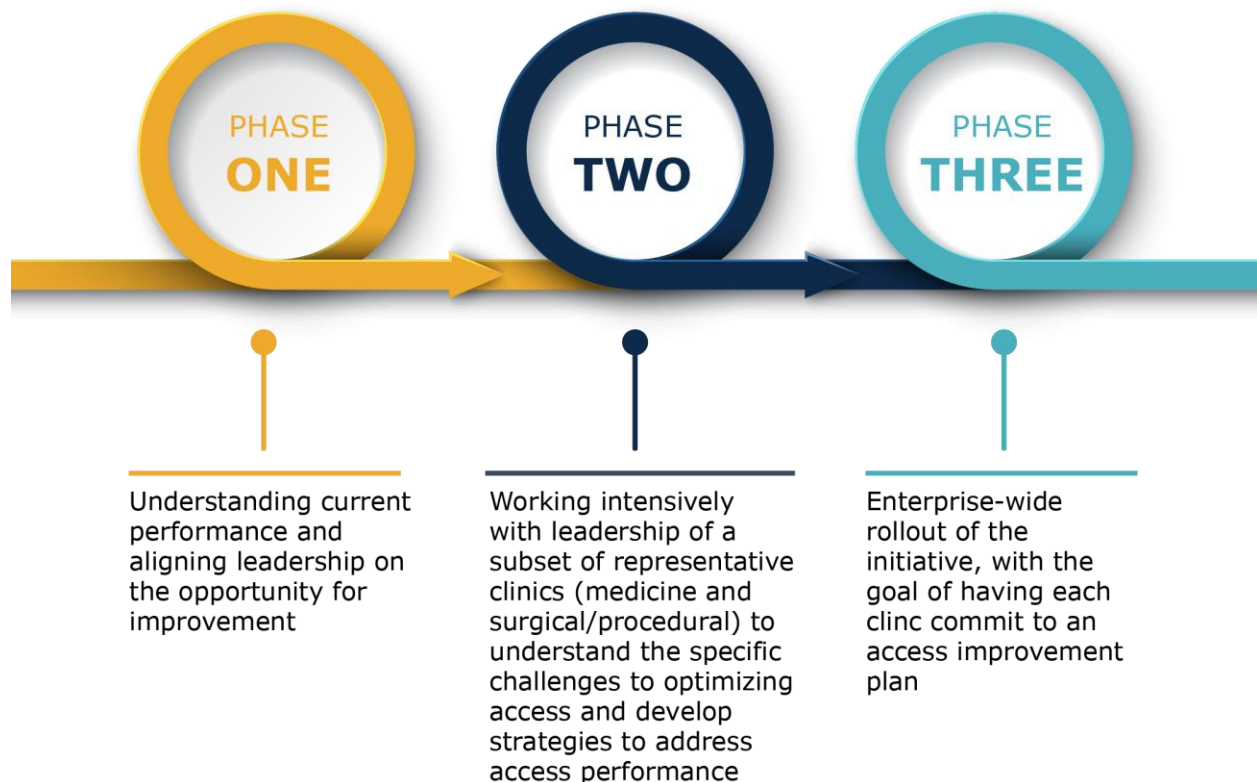 PHASE
ONE
PHASE
TWO
PHASE
THREE
Understanding current
performance and
aligning leadership on
the opportunity for
improvement
Working intensively
with leadership of a
subset of representative
clinics (medicine and
surgical/procedural) to
understand the specific
challenges to optimizing
access and develop
strategies to address
access performance
Enterprise-wide
rollout of the
initiative, with the
goal of having each
clinc commit to an
access improvement
plan